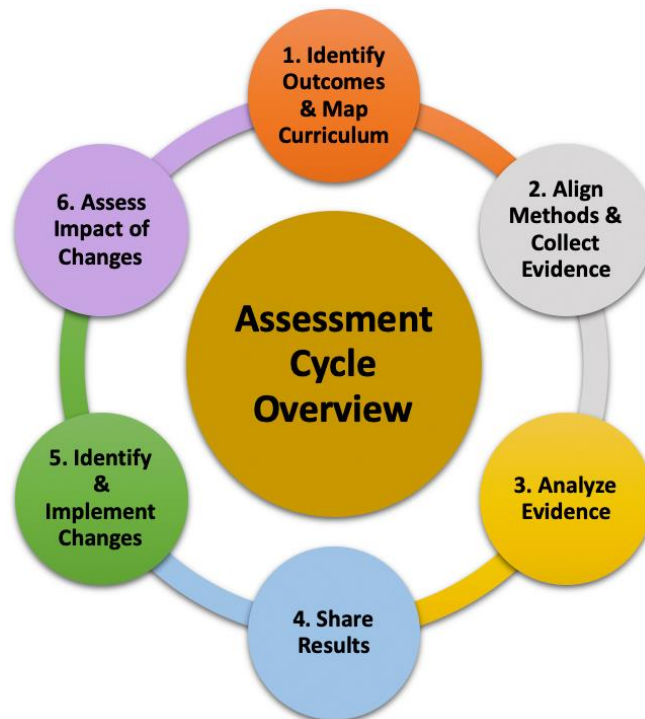 1. Identify
Outcomes
& Map
Curriculum
2. Align
Methods &
Collect
Evidence
3. Analyze
Evidence
4. Share
Results
5. Identify
&
Implement
Changes
6. Assess
Impact of
Changes
Assessment
Cycle
Overview